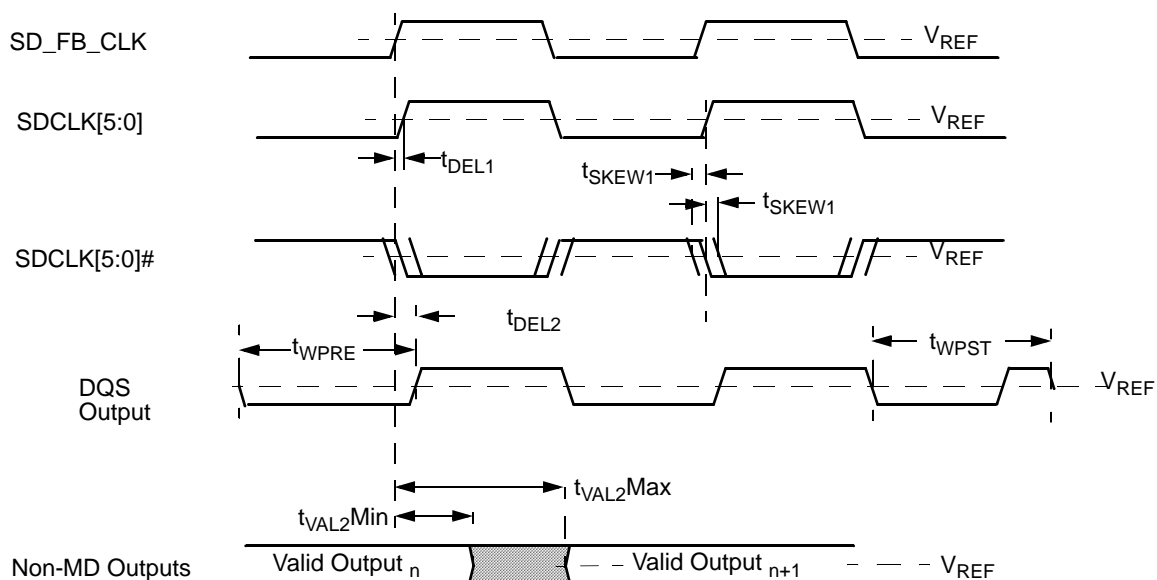 SD_FB_CLK
VREF
SDCLK[5:0]
VREF
tDEL1
tSKEW1
tSKEW1
SDCLK[5:0]#
VREF
tDEL2
tWPRE
tWPST
DQS
Output
VREF
tVAL2Max
tVAL2Min
Non-MD Outputs
Valid Output n
Valid Output n+1
VREF